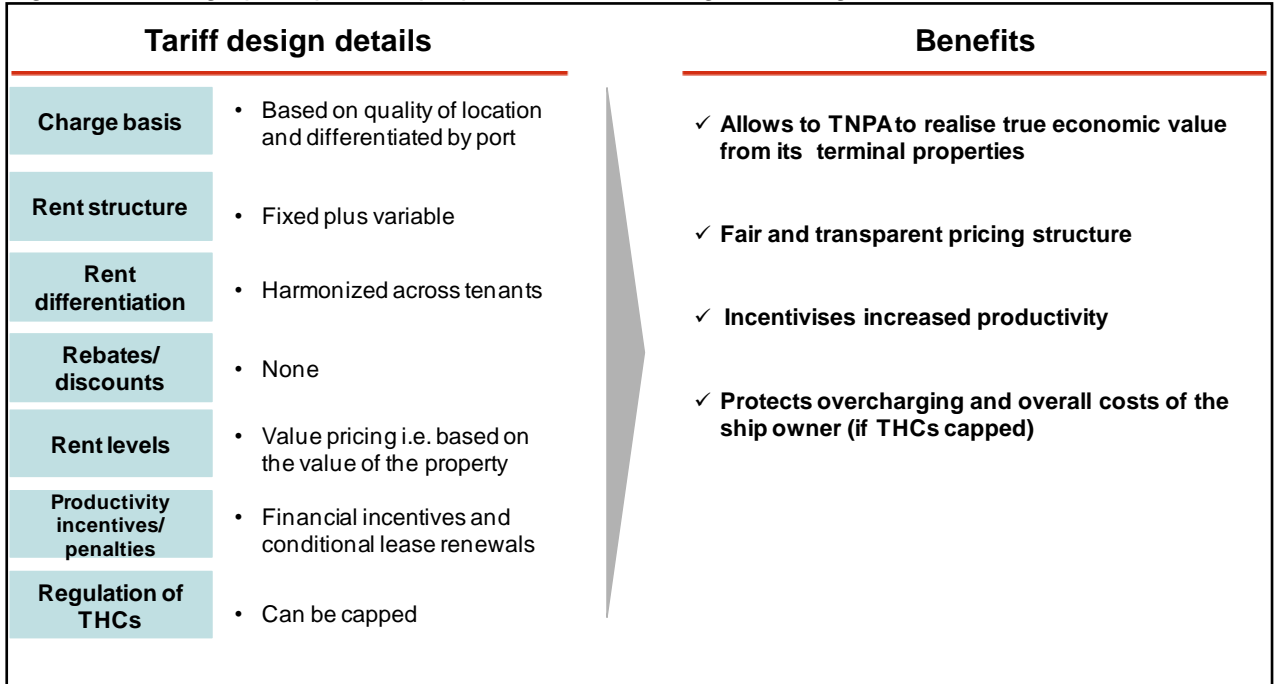 Tariff design details
Charge basis
• Based on quality of location
and differentiated by port
Rent structure
• Fixed plus variable
Rent
differentiation
• Harmonized across tenants
Rebates/
discounts
• None
Rent levels
• Value pricing i.e. based on
the value of the property
Productivity
incentives/
penalties
• Financial incentives and
conditional lease renewals
Regulation of
THCs
• Can be capped
Benefits
✓ Allows to TNPA to realise true economic value
from its terminal properties
✓ Fair and transparent pricing structure
✓ Incentivises increased productivity
✓ Protects overcharging and overall costs of the
ship owner (if THCs capped)